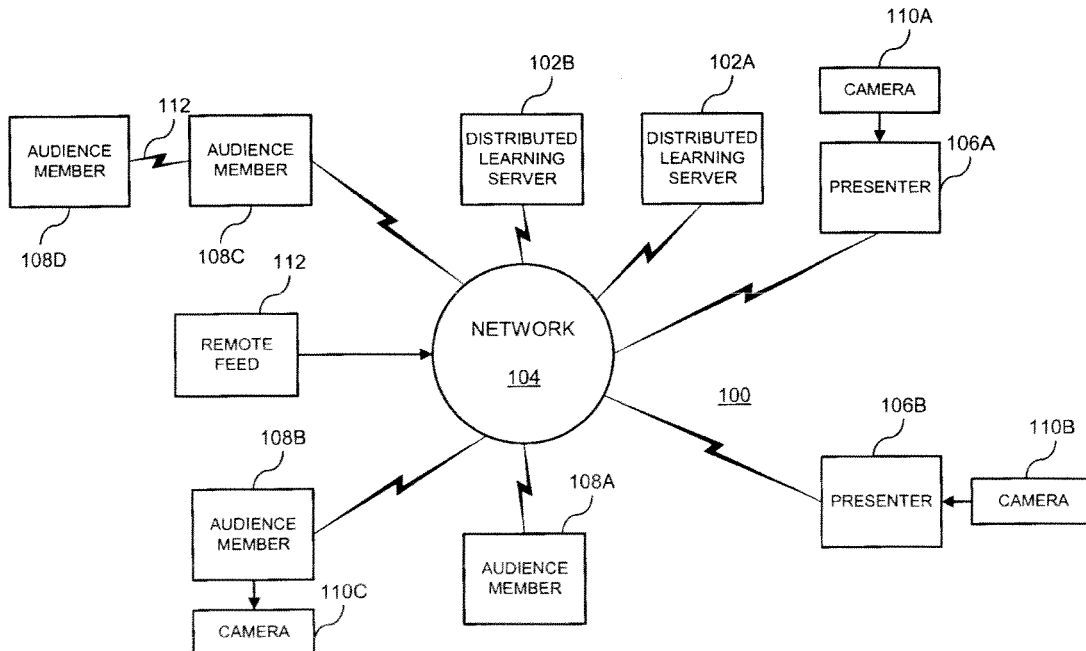 110A
CAMERA
102B
102A
DISTRIBUTED
LEARNING
SERVER
DISTRIBUTED
LEARNING
SERVER
106A
PRESENTER
112
AUDIENCE
MEMBER
AUDIENCE
MEMBER
108D
108C
112
REMOTE
FEED
NETWORK
104
100
106B
110B
PRESENTER
CAMERA
108B
AUDIENCE
MEMBER
108A
AUDIENCE
MEMBER
110C
CAMERA